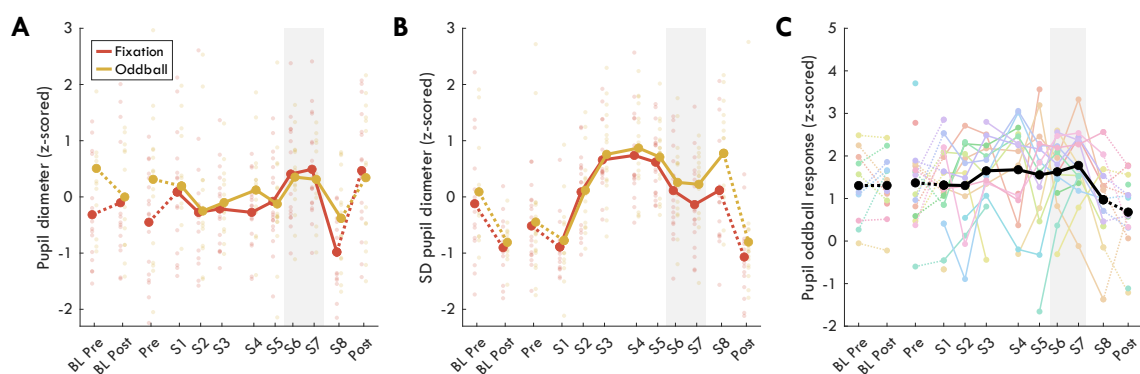 A
Pupil diameter (z-scored)
3
2
1
0
-1
-2
Fixation
Oddball
BL Pre
BL Post
Pre
S1
S2
S3
S4
S5
S6
S7
S8
Post
B
SD pupil diameter (z-scored)
3
2
1
0
-1
-2
BL Pre
BL Post
Pre
S1
S2
S3
S4
S5
S6
S7
S8
Post
C
Pupil oddball response (z-scored)
5
4
3
2
1
0
-1
-2
BL Pre
BL Post
Pre
S1
S2
S3
S4
S5
S6
S7
S8
Post